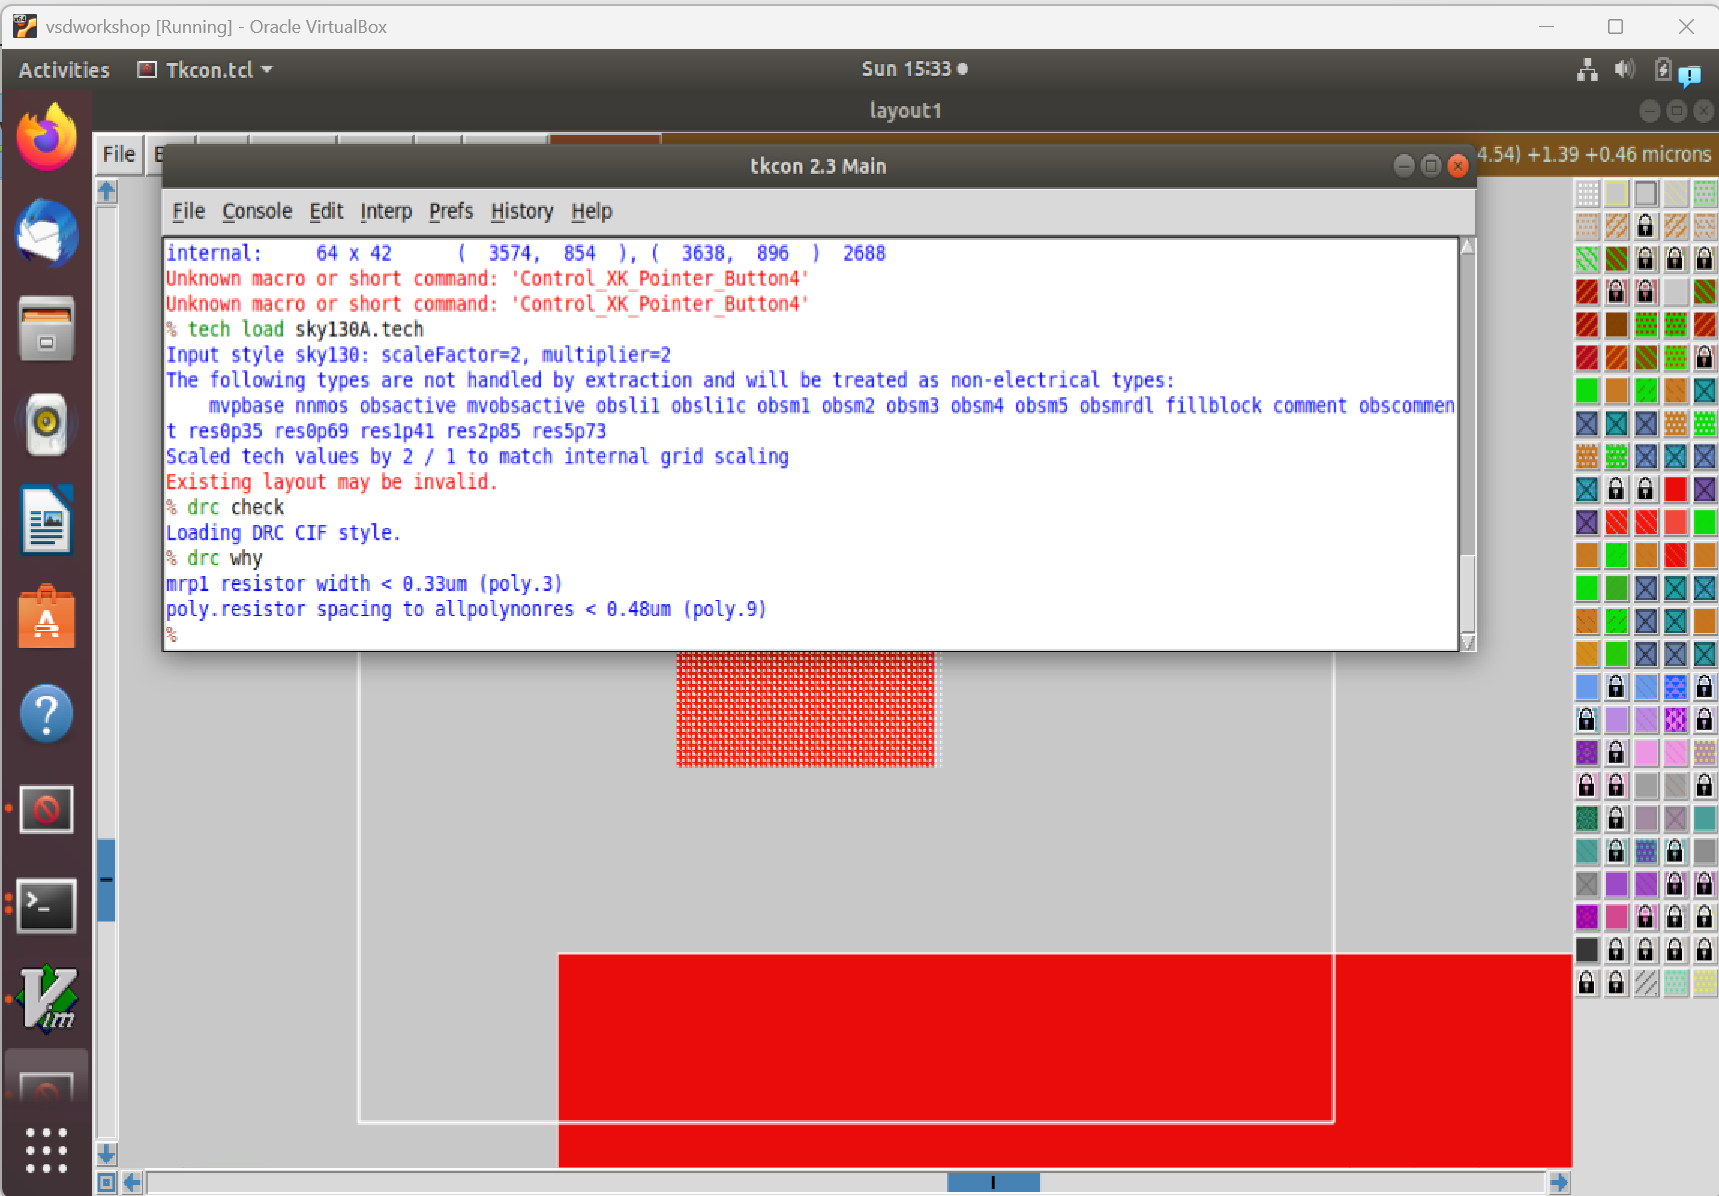 vsdworkshop [Running] - Oracle VirtualBox
Activities
Tkcon.tcl
Sun 15:33
layout1
File
4.54) +1.39 +0.46 microns
tkcon 2.3 Main
File Console Edit Interp Prefs History Help
internal: 64 x 42 ( 3574, 854 ), ( 3638, 896 ) 2688
Unknown macro or short command: 'Control_XK_Pointer_Button4'
Unknown macro or short command: 'Control_XK_Pointer_Button4'
% tech load sky130A.tech
Input style sky130: scaleFactor=2, multiplier=2
The following types are not handled by extraction and will be treated as non-electrical types:
mvpbase nnmos obsactive mvobsactive obsli1 obsli1c obsm1 obsm2 obsm3 obsm4 obsm5 obsmrdl fillblock comment obscommen
t res0p35 res0p69 res1p41 res2p85 res5p73
Scaled tech values by 2 / 1 to match internal grid scaling
Existing layout may be invalid.
% drc check
Loading DRC CIF style.
% drc why
mrp1 resistor width < 0.33um (poly.3)
poly.resistor spacing to allpolynonres < 0.48um (poly.9)
%